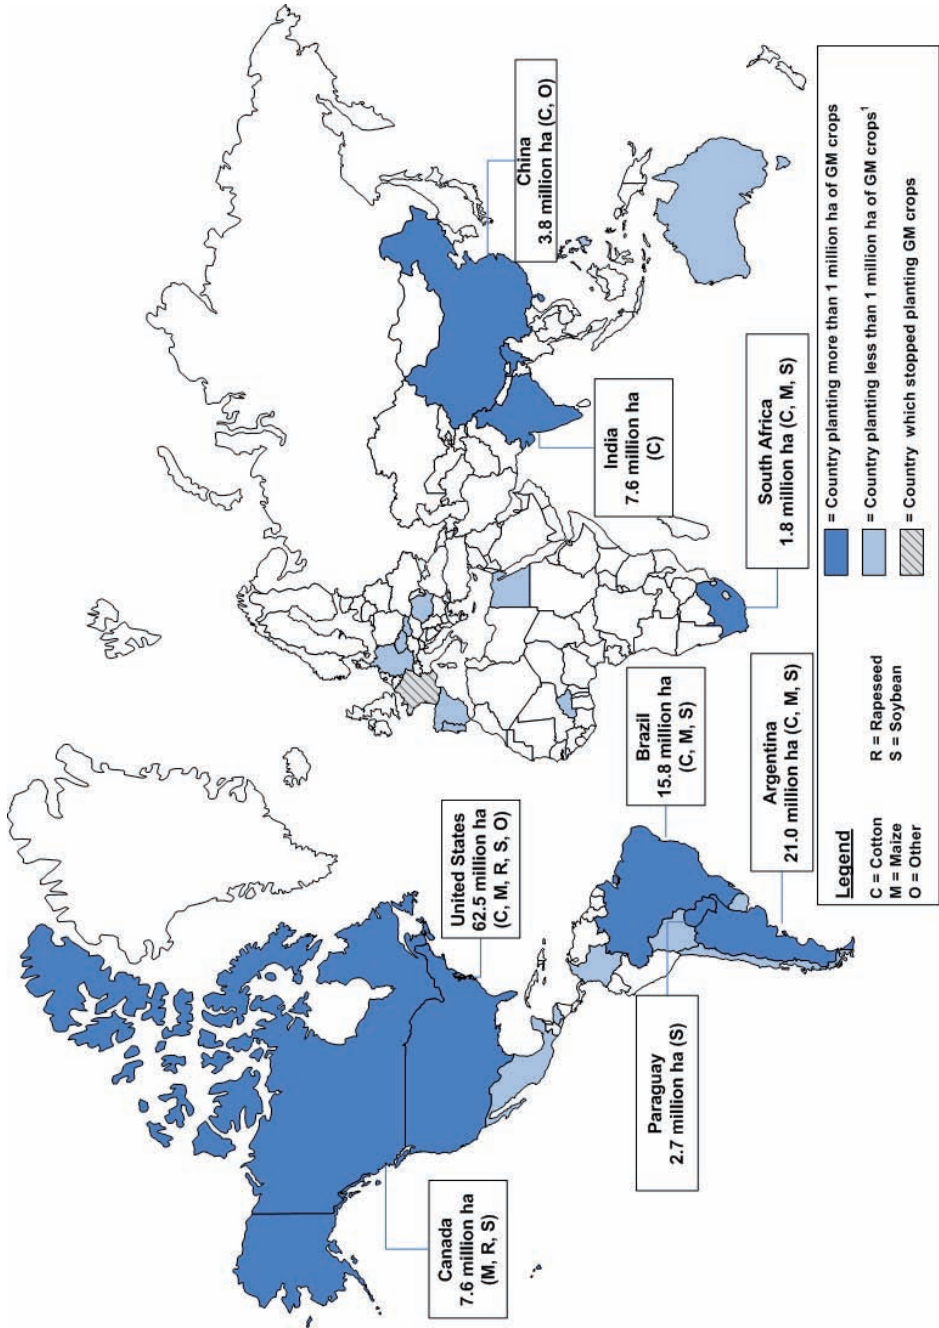 Canada
7.6 million ha
(M, R, S)
United States
62.5 million ha
(C, M, R, S, O)
Paraguay
2.7 million ha (S)
Brazil
15.8 million ha
(C, M, S)
Argentina
21.0 million ha (C, M, S)
India
7.6 million ha
(C)
China
3.8 million ha (C, O)
South Africa
1.8 million ha (C, M, S)
Legend
C = Cotton R = Rapeseed
M = Maize S = Soybean
O = Other
= Country planting more than 1 million ha of GM crops
= Country planting less than 1 million ha of GM crops¹
= Country which stopped planting GM crops